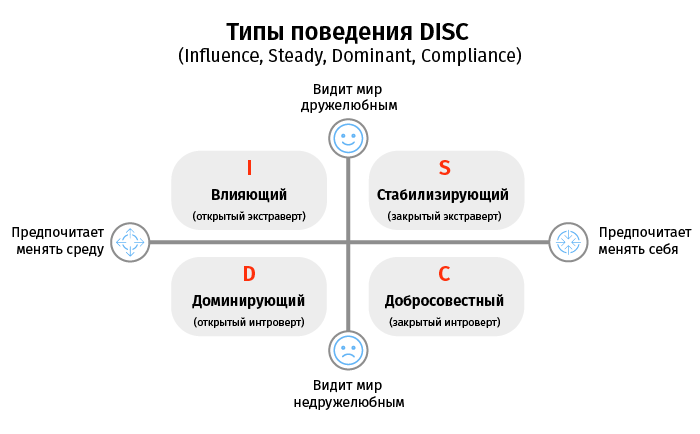 Типы поведения DISC
(Influence, Steady, Dominant, Compliance)
Видит мир
дружелюбным
I
Влияющий
(открытый экстраверт)
S
Стабилизирующий
(закрытый экстраверт)
Предпочитает
менять среду
Предпочитает
менять себя
D
Доминирующий
(открытый интроверт)
C
Добросовестный
(закрытый интроверт)
Видит мир
недружелюбным